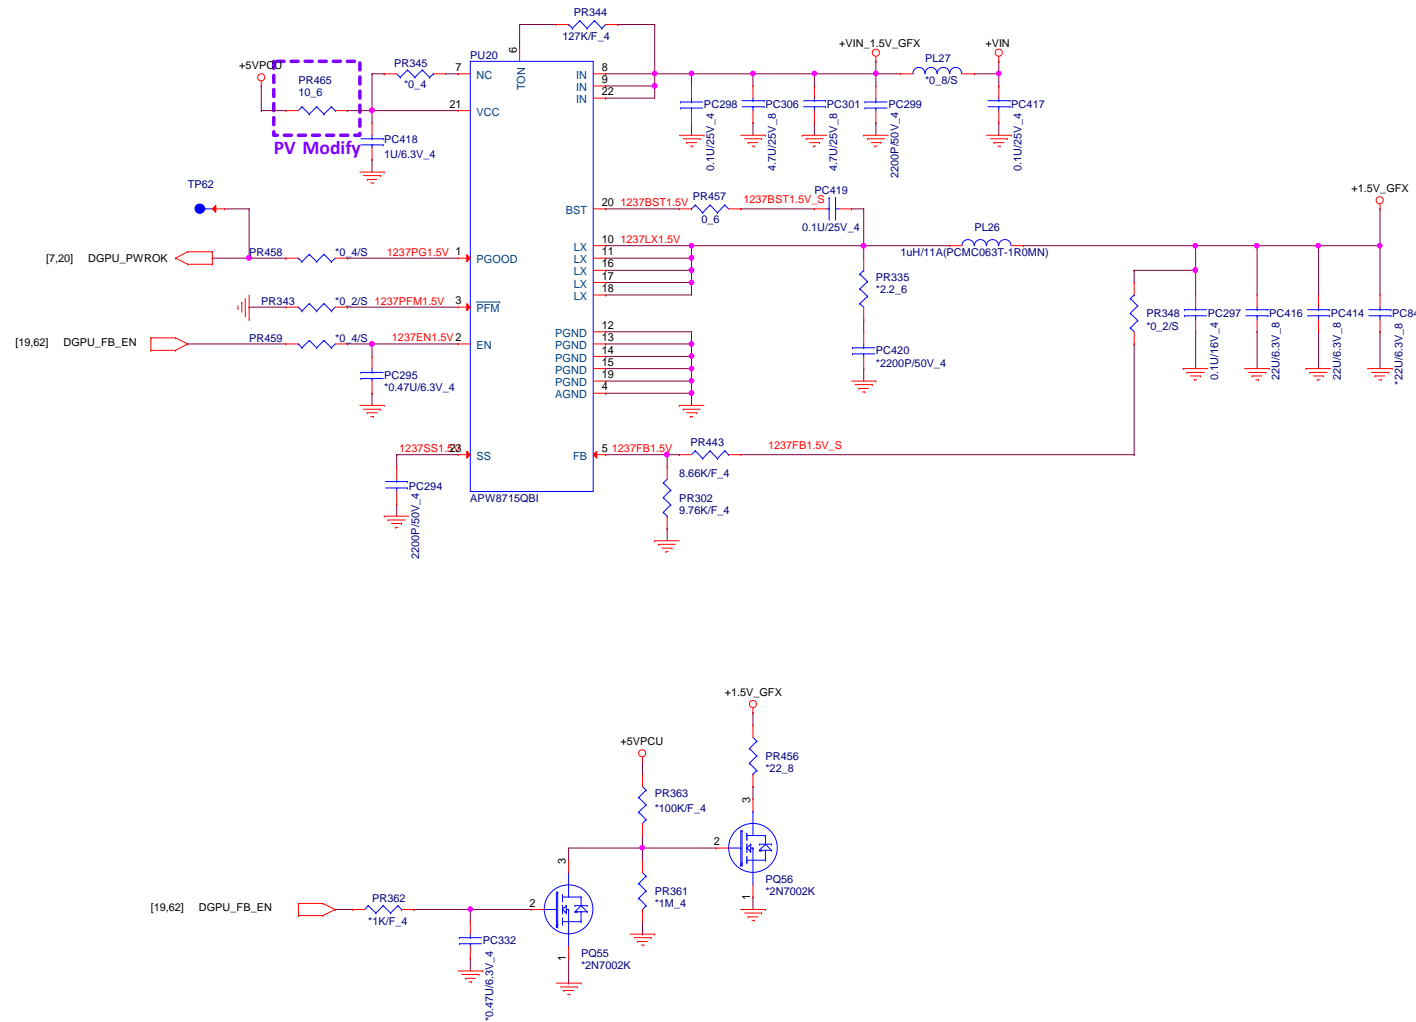 PR344
127K/F_4
6
PU20
TON
+5VPCU
PR465
10_6
PV Modify
PR345
*0_4
7
NC
21
VCC
PC418
1U/6.3V_4
IN
8
IN
9
IN
22
PC298
0.1U/25V_4
PC306
4.7U/25V_8
PC301
4.7U/25V_8
+VIN_1.5V_GFX
PC299
2200P/50V_4
PL27
*0_8/S
+VIN
PC417
0.1U/25V_4
TP62
[7,20] DGPU_PWROK
PR458
*0_4/S
1237PG1.5V
1
PGOOD
PR343
*0_2/S
1237PFM1.5V
3
PFM
[19,62] DGPU_FB_EN
PR459
*0_4/S
1237EN1.5V
2
EN
PC295
*0.47U/6.3V_4
1237SS1.5V
23
SS
PC294
2200P/50V_4
APW8715QBI
BST
20
1237BST1.5V
PR457
0_6
1237BST1.5V_S
PC419
0.1U/25V_4
LX
10
1237LX1.5V
LX
11
LX
16
LX
17
LX
18
PL26
1uH/11A(PCMC063T-1R0MN)
PR335
*2.2_6
PC420
*2200P/50V_4
PGND
12
PGND
13
PGND
14
PGND
15
PGND
19
AGND
4
FB
5
1237FB1.5V
PR443
8.66K/F_4
1237FB1.5V_S
PR302
9.76K/F_4
+1.5V_GFX
PR348
*0_2/S
PC297
0.1U/16V_4
PC416
22U/6.3V_8
PC414
22U/6.3V_8
PC84
*22U/6.3V_8
+1.5V_GFX
PR456
*22_8
+5VPCU
PR363
*100K/F_4
3
2
PQ56
*2N7002K
1
PR361
*1M_4
[19,62] DGPU_FB_EN
PR362
*1K/F_4
PC332
*0.47U/6.3V_4
3
2
1
PQ55
*2N7002K